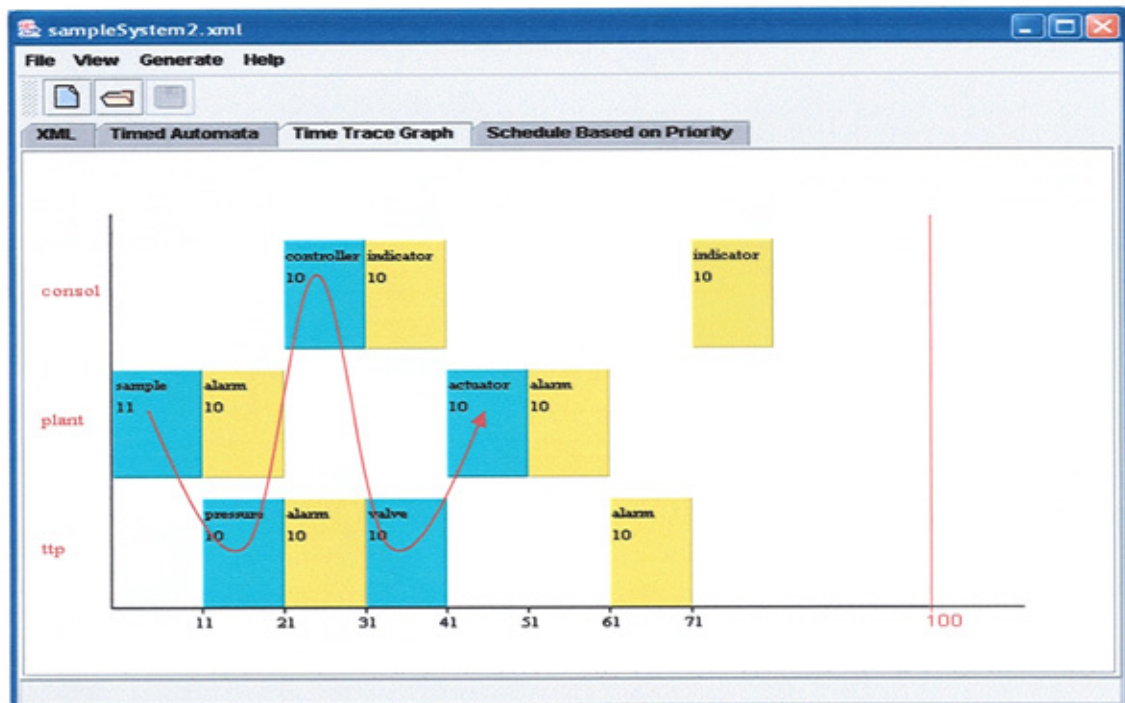 sampleSystem2.xml
File View Generate Help
XML Timed Automata Time Trace Graph Schedule Based on Priority
controller indicator indicator
10 10 10
consol
sample alarm actuator alarm
11 10 10 10
plant
pressure alarm valve alarm
10 10 10 10
ttp
11 21 31 41 51 61 71 100